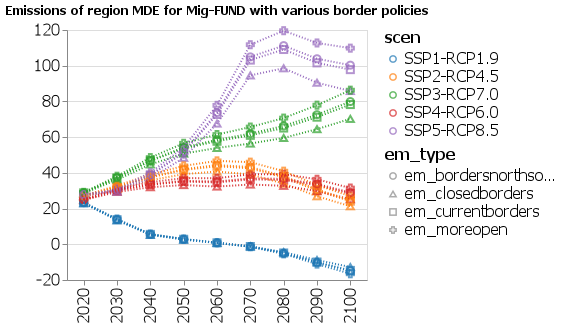 Emissions of region MDE for Mig-FUND with various border policies
120
100
80
60
40
20
0
-20
2020
2030
2040
2050
2060
2070
2080
2090
2100
scen
SSP1-RCP1.9
SSP2-RCP4.5
SSP3-RCP7.0
SSP4-RCP6.0
SSP5-RCP8.5
em_type
em_bordersnorthso...
em_closedborders
em_currentborders
em_moreopen